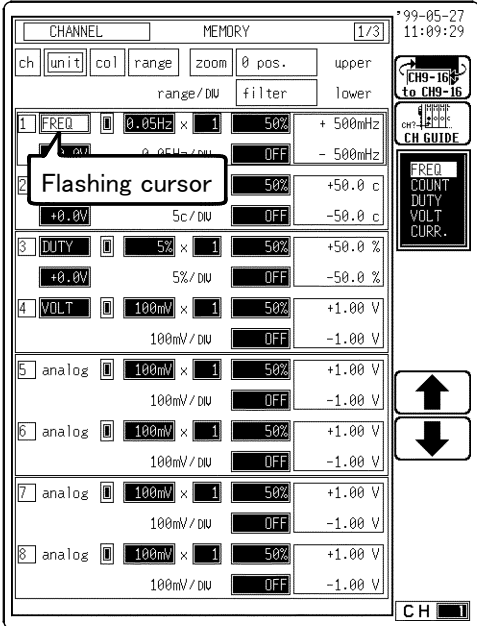 '99-05-27
CHANNEL MEMORY 1/3 11:09:29
ch unit col range zoom 0 pos. upper
range/DIV filter lower
CH9-16
to CH9-16
CH?
CH GUIDE
1 FREQ 0.05Hz × 1 50% + 500mHz
OFF - 500mHz
Flashing cursor
2 50% +50.0 c
+0.0V 5c/DIV OFF -50.0 c
3 DUTY 5% × 1 50% +50.0 %
+0.0V 5%/DIV OFF -50.0 %
4 VOLT 100mV × 1 50% +1.00 V
100mV/DIV OFF -1.00 V
5 analog 100mV × 1 50% +1.00 V
100mV/DIV OFF -1.00 V
6 analog 100mV × 1 50% +1.00 V
100mV/DIV OFF -1.00 V
7 analog 100mV × 1 50% +1.00 V
100mV/DIV OFF -1.00 V
8 analog 100mV × 1 50% +1.00 V
100mV/DIV OFF -1.00 V
FREQ
COUNT
DUTY
VOLT
CURR.
CH 1